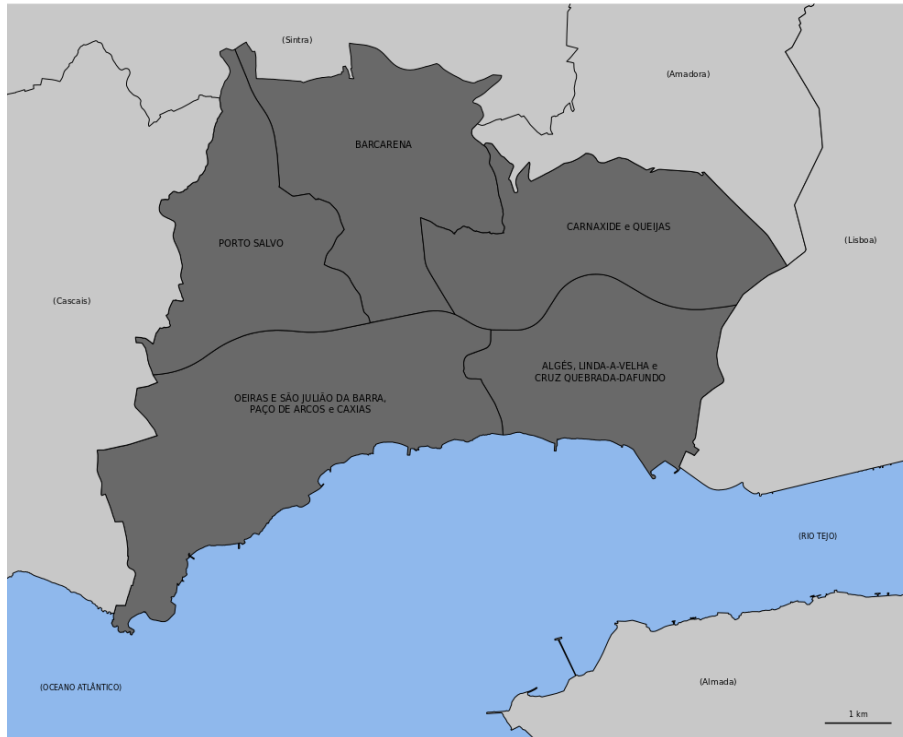 (Sintra)
(Amadora)
BARCARENA
CARNAXIDE e QUEIJAS
PORTO SALVO
(Lisboa)
(Cascais)
ALGÉS, LINDA-A-VELHA e
CRUZ QUEBRADA-DAFUNDO
OEIRAS E SÃO JULIÃO DA BARRA,
PAÇO DE ARCOS e CAXIAS
(RIO TEJO)
(OCEANO ATLÂNTICO)
(Almada)
1 km